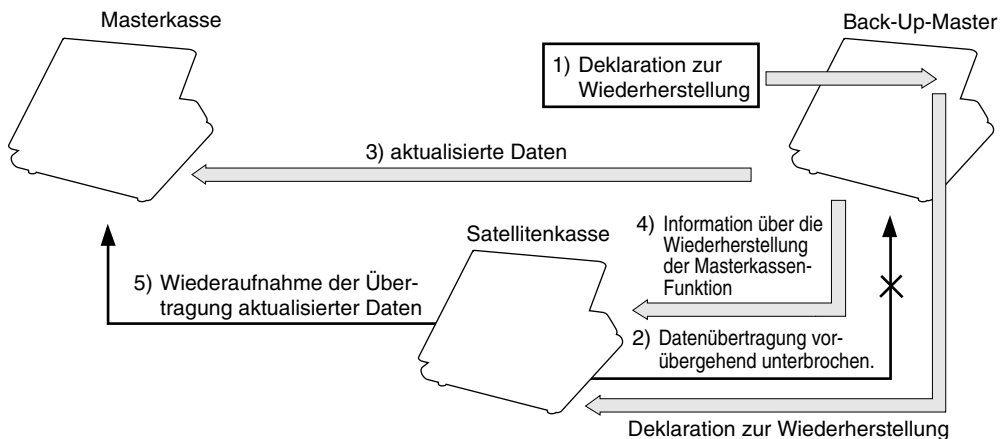 Masterkasse
Back-Up-Master
1) Deklaration zur
Wiederherstellung
3) aktualisierte Daten
Satellitenkasse
4) Information über die
Wiederherstellung
der Masterkassen-
Funktion
5) Wiederaufnahme der Über-
tragung aktualisierter Daten
2) Datenübertragung vor-
übergehend unterbrochen.
Deklaration zur Wiederherstellung